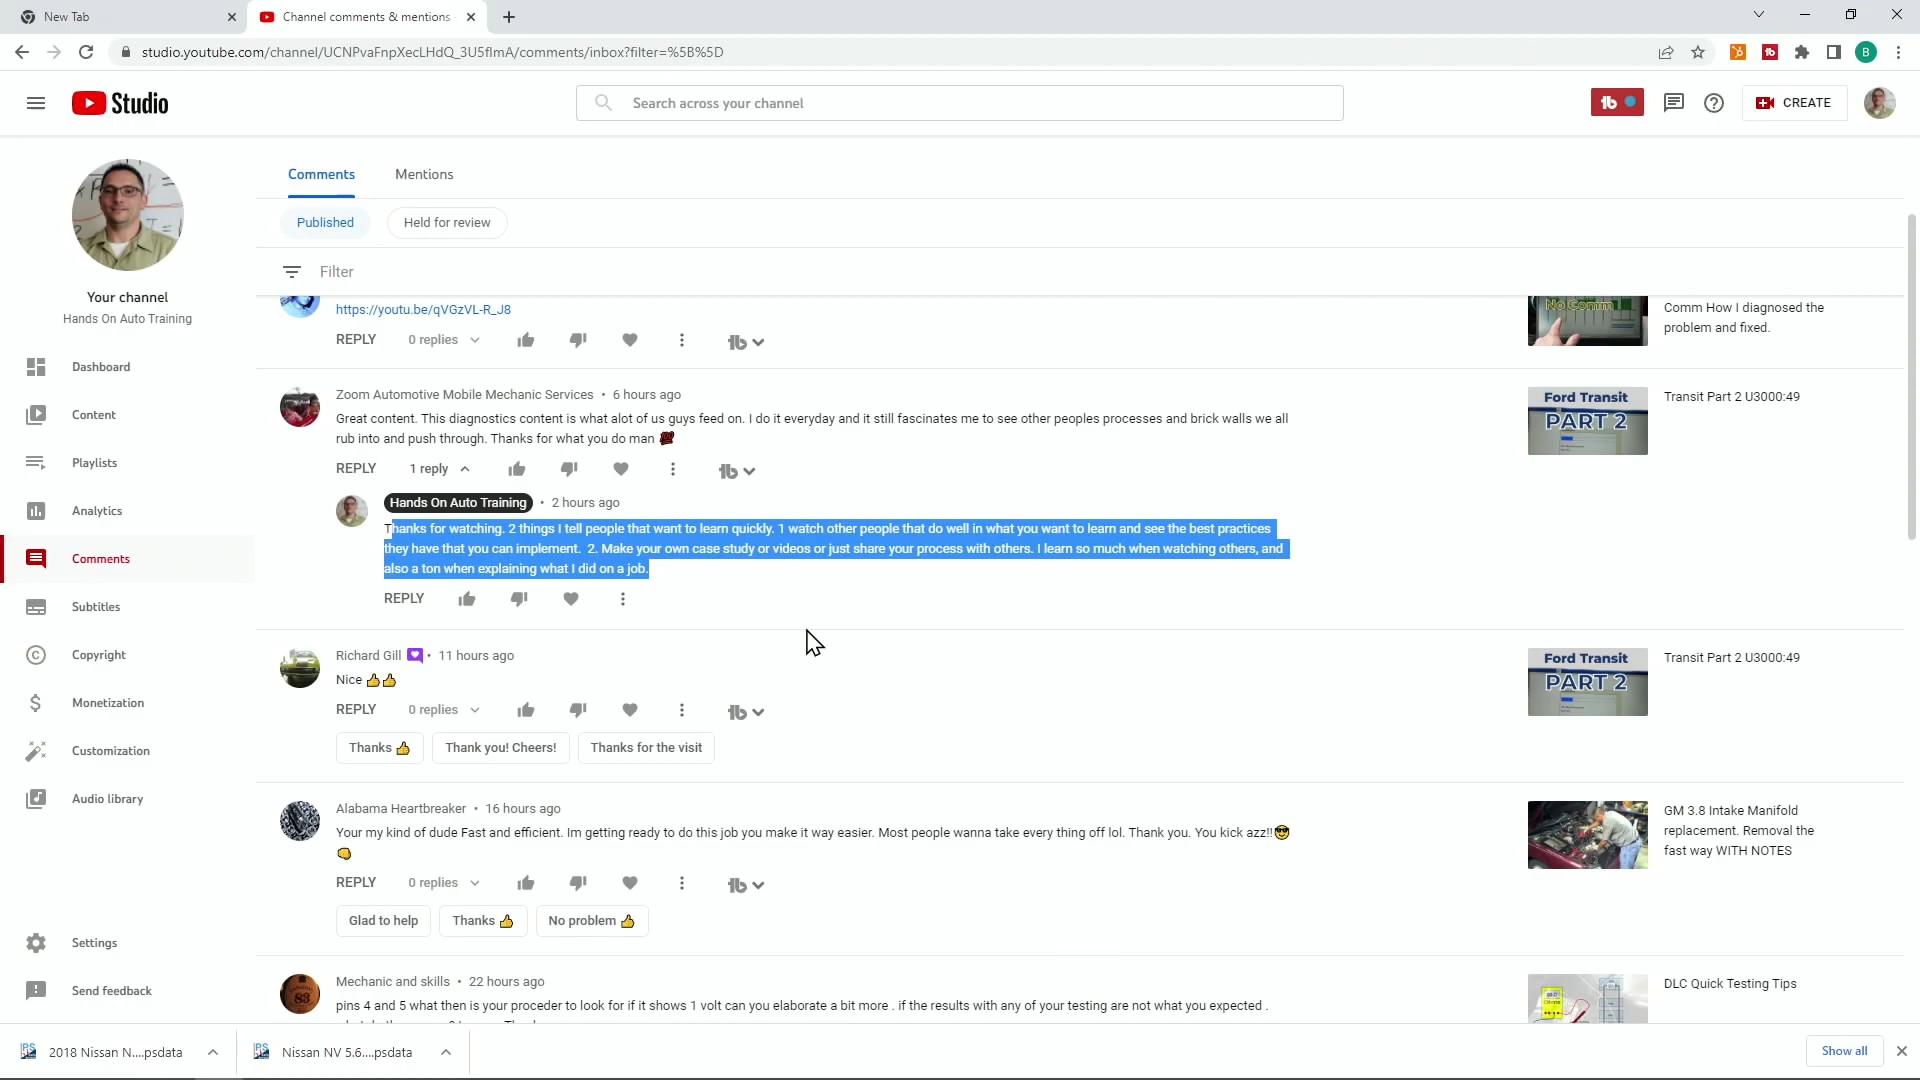 New Tab
Channel comments & mentions
studio.youtube.com/channel/UCNPvaFnpXecLHdQ_3U5fImA/comments/inbox?filter=%5B%5D
B
Studio
Search across your channel
CREATE
Your channel
Hands On Auto Training
Dashboard
Content
Playlists
Analytics
Comments
Subtitles
Copyright
Monetization
Customization
Audio library
Settings
Send feedback
Comments
Mentions
Published
Held for review
Filter
https://youtu.be/qVGzVL-R_J8
REPLY 0 replies
No Comm
Comm How I diagnosed the
problem and fixed.
Zoom Automotive Mobile Mechanic Services • 6 hours ago
Great content. This diagnostics content is what alot of us guys feed on. I do it everyday and it still fascinates me to see other peoples processes and brick walls we all
rub into and push through. Thanks for what you do man 💯
REPLY 1 reply
Ford Transit
PART 2
Transit Part 2 U3000:49
Hands On Auto Training • 2 hours ago
Thanks for watching. 2 things I tell people that want to learn quickly. 1 watch other people that do well in what you want to learn and see the best practices
they have that you can implement. 2. Make your own case study or videos or just share your process with others. I learn so much when watching others, and
also a ton when explaining what I did on a job.
REPLY
Richard Gill • 11 hours ago
Nice 👍👍
REPLY 0 replies
Thanks 👍
Thank you! Cheers!
Thanks for the visit
Ford Transit
PART 2
Transit Part 2 U3000:49
Alabama Heartbreaker • 16 hours ago
Your my kind of dude Fast and efficient. Im getting ready to do this job you make it way easier. Most people wanna take every thing off lol. Thank you. You kick azz!!😎
👊
REPLY 0 replies
Glad to help
Thanks 👍
No problem 👍
GM 3.8 Intake Manifold
replacement. Removal the
fast way WITH NOTES
Mechanic and skills • 22 hours ago
pins 4 and 5 what then is your proceder to look for if it shows 1 volt can you elaborate a bit more . if the results with any of your testing are not what you expected .
DLC Quick Testing Tips
2018 Nissan N....psdata
Nissan NV 5.6....psdata
Show all